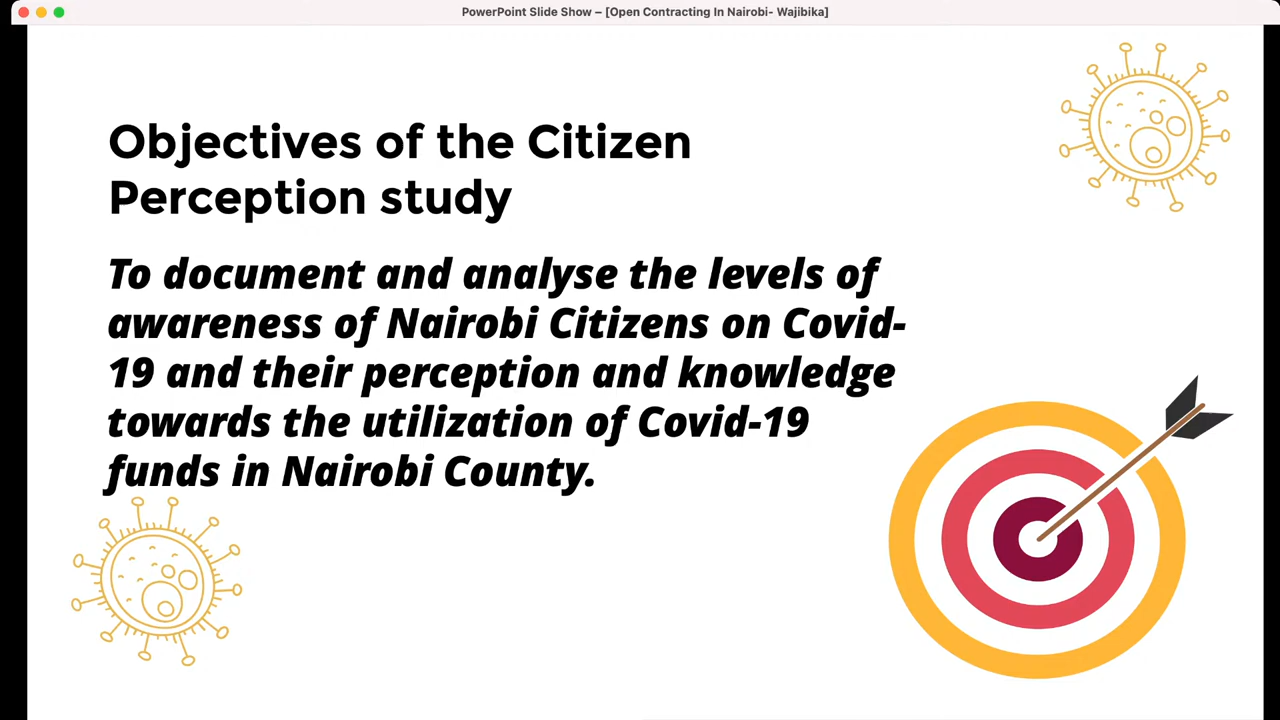 PowerPoint Slide Show – [Open Contracting In Nairobi- Wajibika]
Objectives of the Citizen
Perception study
To document and analyse the levels of
awareness of Nairobi Citizens on Covid-
19 and their perception and knowledge
towards the utilization of Covid-19
funds in Nairobi County.